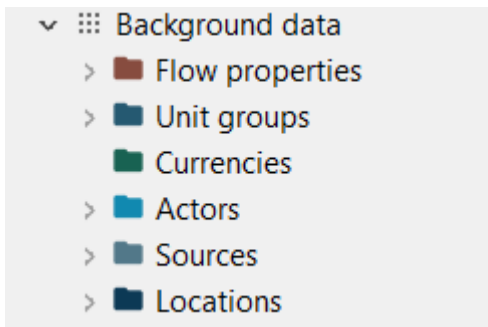 Background data
Flow properties
Unit groups
Currencies
Actors
Sources
Locations